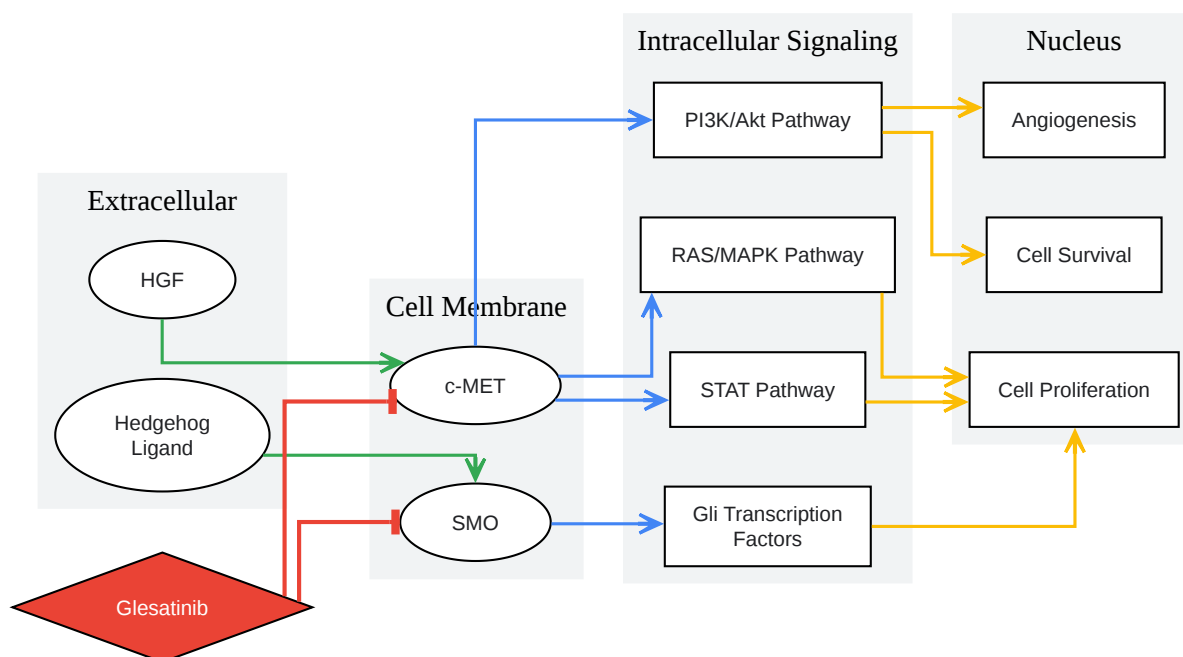 Extracellular
HGF
Hedgehog
Ligand
Glesatinib
Cell Membrane
c-MET
SMO
Intracellular Signaling
PI3K/Akt Pathway
RAS/MAPK Pathway
STAT Pathway
Gli Transcription
Factors
Nucleus
Angiogenesis
Cell Survival
Cell Proliferation